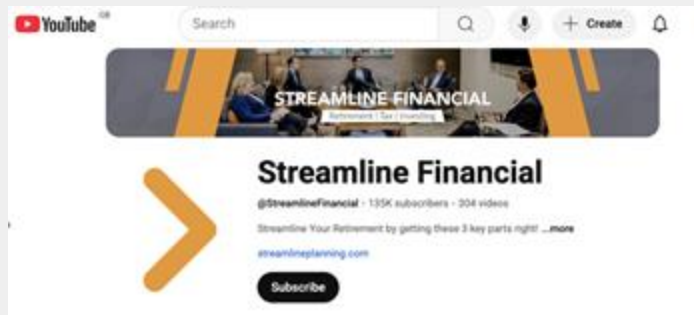 YouTube GB
Search
Create
STREAMLINE FINANCIAL
Retirement | Tax | Investing
Streamline Financial
@StreamlineFinancial · 135K subscribers · 304 videos
Streamline Your Retirement by getting these 3 key parts right! ...more
streamlineplanning.com
Subscribe